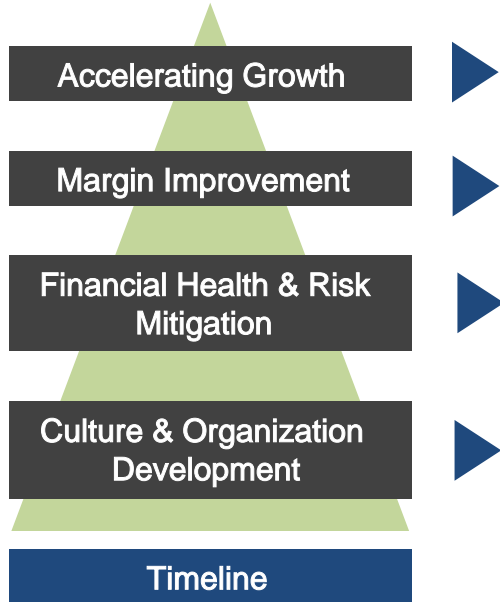 Accelerating Growth
Margin Improvement
Financial Health & Risk
Mitigation
Culture & Organization
Development
Timeline